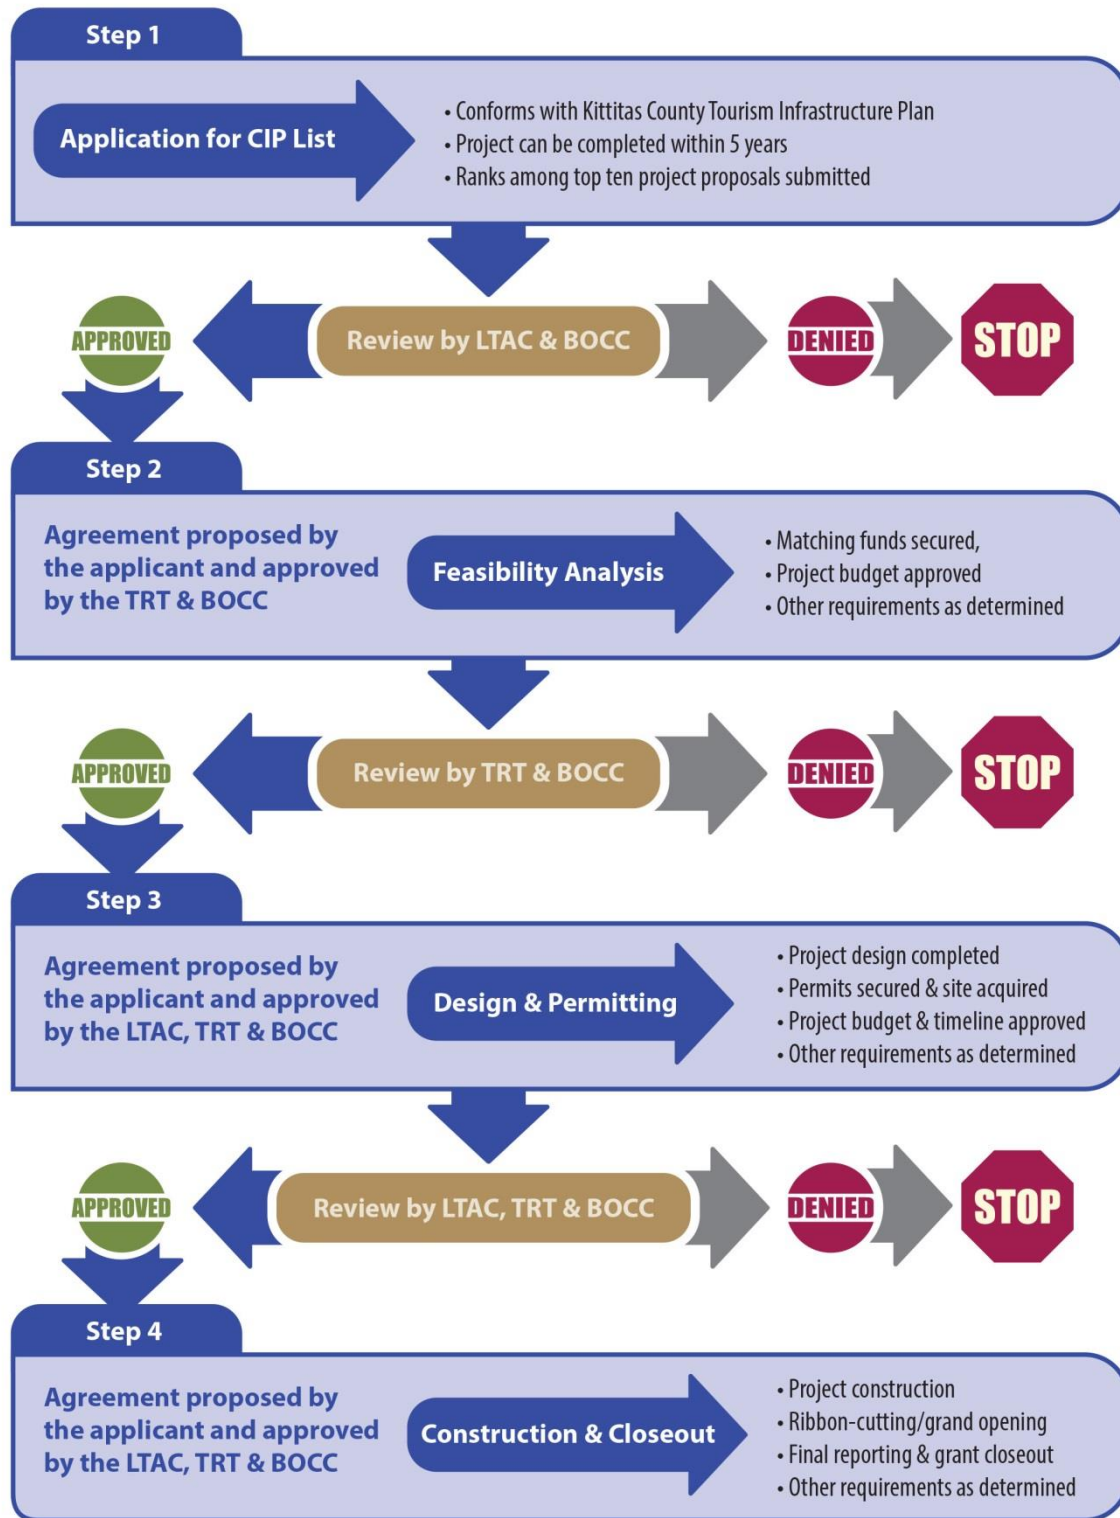 Step 1
Application for CIP List
• Conforms with Kittitas County Tourism Infrastructure Plan
• Project can be completed within 5 years
• Ranks among top ten project proposals submitted
APPROVED
Review by LTAC & BOCC
DENIED
STOP
Step 2
Agreement proposed by
the applicant and approved
by the TRT & BOCC
Feasibility Analysis
• Matching funds secured,
• Project budget approved
• Other requirements as determined
APPROVED
Review by TRT & BOCC
DENIED
STOP
Step 3
Agreement proposed by
the applicant and approved
by the LTAC, TRT & BOCC
Design & Permitting
• Project design completed
• Permits secured & site acquired
• Project budget & timeline approved
• Other requirements as determined
APPROVED
Review by LTAC, TRT & BOCC
DENIED
STOP
Step 4
Agreement proposed by
the applicant and approved
by the LTAC, TRT & BOCC
Construction & Closeout
• Project construction
• Ribbon-cutting/grand opening
• Final reporting & grant closeout
• Other requirements as determined